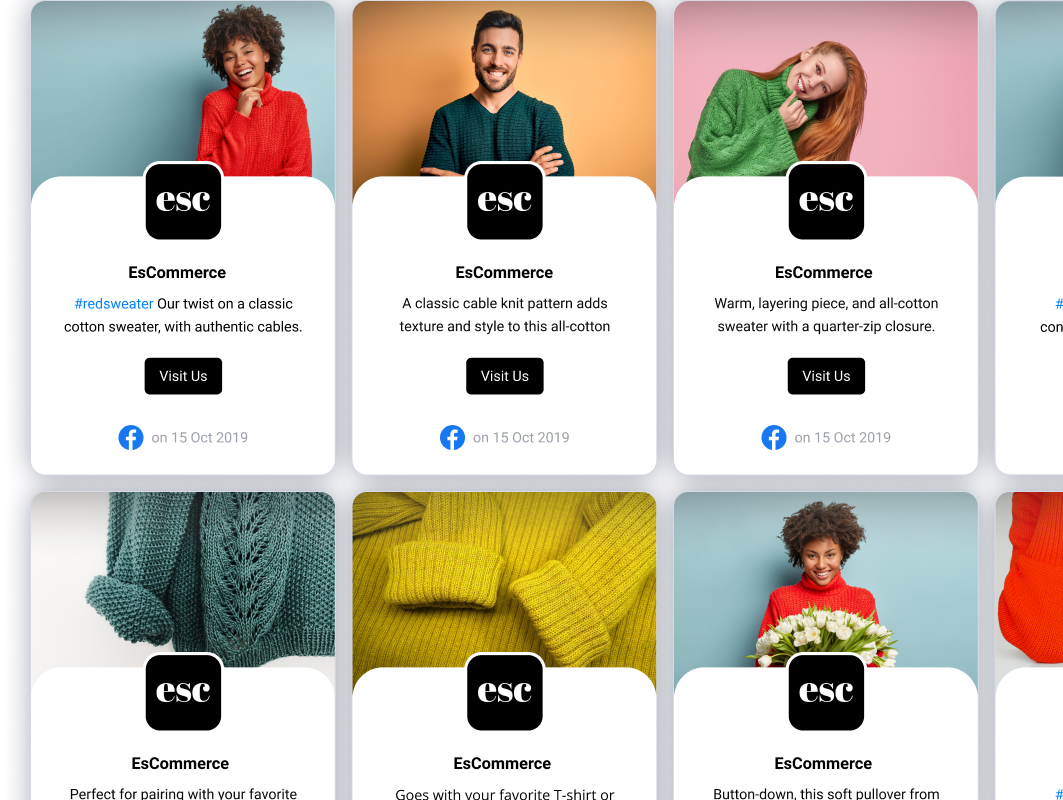 esc
EsCommerce
#redsweater Our twist on a classic
cotton sweater, with authentic cables.
Visit Us
on 15 Oct 2019
esc
EsCommerce
A classic cable knit pattern adds
texture and style to this all-cotton
Visit Us
on 15 Oct 2019
esc
EsCommerce
Warm, layering piece, and all-cotton
sweater with a quarter-zip closure.
Visit Us
on 15 Oct 2019
#
con
esc
EsCommerce
Perfect for pairing with your favorite
esc
EsCommerce
Goes with your favorite T-shirt or
esc
EsCommerce
Button-down, this soft pullover from
#